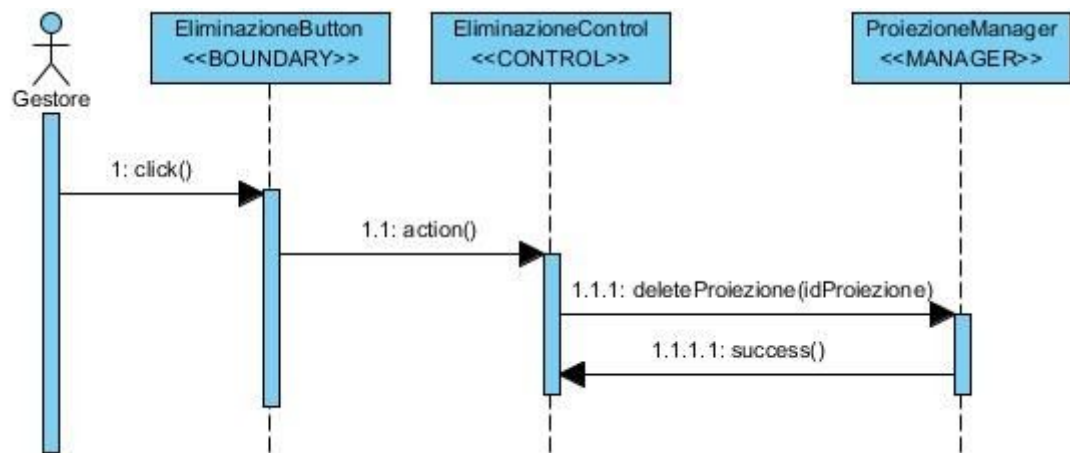 EliminazioneButton
<<BOUNDARY>>
EliminazioneControl
<<CONTROL>>
ProiezioneManager
<<MANAGER>>
Gestore
1: click()
1.1: action()
1.1.1: deleteProiezione(idProiezione)
1.1.1.1: success()